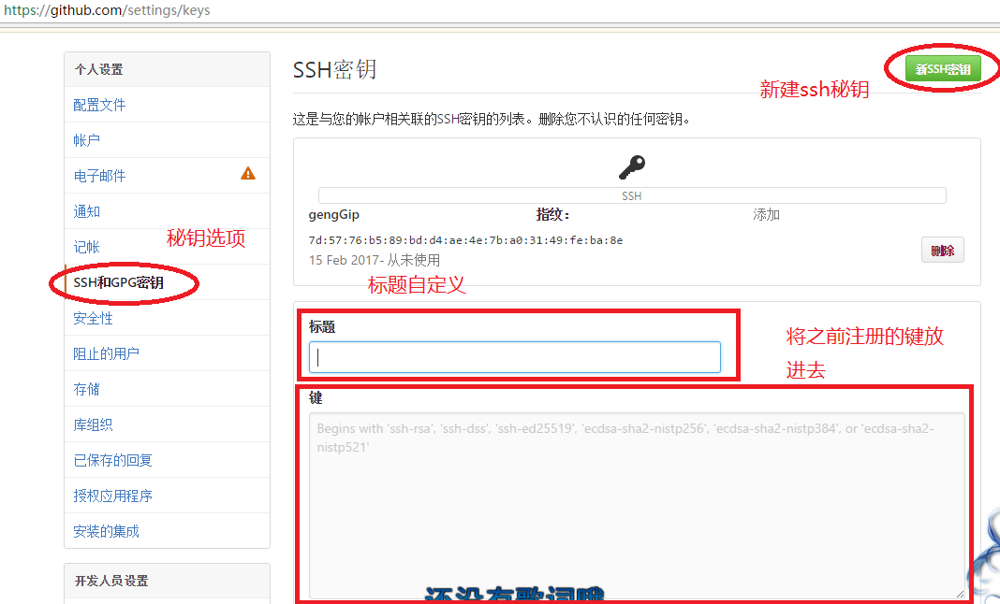 https://github.com/settings/keys
个人设置
配置文件
帐户
电子邮件
通知
记帐
秘钥选项
SSH和GPG密钥
安全性
阻止的用户
存储
库组织
已保存的回复
授权应用程序
安装的集成
开发人员设置
SSH密钥
新SSH密钥
新建ssh秘钥
这是与您的帐户相关联的SSH密钥的列表。删除您不认识的任何密钥。
SSH
gengGip 指纹： 添加
7d:57:76:b5:89:bd:d4:ae:4e:7b:a0:31:49:fe:ba:8e
15 Feb 2017- 从未使用
删除
标题自定义
标题
将之前注册的键放
进去
键
Begins with 'ssh-rsa', 'ssh-dss', 'ssh-ed25519', 'ecdsa-sha2-nistp256', 'ecdsa-sha2-nistp384', or 'ecdsa-sha2-
nistp521'
还没有歌词哦